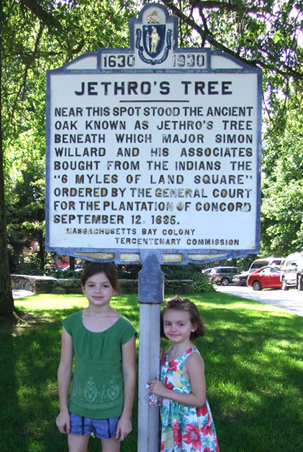 1630 1930
JETHRO'S TREE
NEAR THIS SPOT STOOD THE ANCIENT
OAK KNOWN AS JETHRO'S TREE
BENEATH WHICH MAJOR SIMON
WILLARD AND HIS ASSOCIATES
BOUGHT FROM THE INDIANS THE
"6 MYLES OF LAND SQUARE"
ORDERED BY THE GENERAL COURT
FOR THE PLANTATION OF CONCORD
SEPTEMBER 12, 1635.
MASSACHUSETTS BAY COLONY
TERCENTENARY COMMISSION